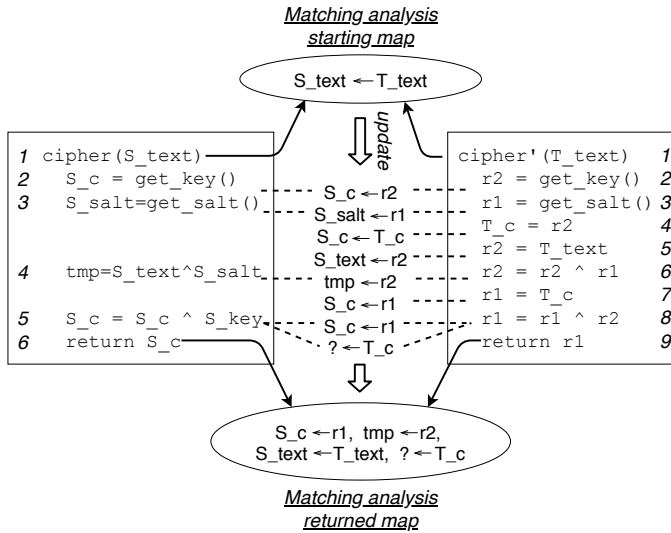 Matching analysis
starting map
S_text ←T_text
update
1 cipher(S_text)
2 S_c = get_key()
3 S_salt=get_salt()
4 tmp=S_text^S_salt
5 S_c = S_c ^ S_key
6 return S_c
S_c ←r2
S_salt ←r1
S_c ←T_c
S_text ←r2
tmp ←r2
S_c ←r1
S_c ←r1
? ←T_c
cipher'(T_text) 1
r2 = get_key() 2
r1 = get_salt() 3
T_c = r2 4
r2 = T_text 5
r2 = r2 ^ r1 6
r1 = T_c 7
r1 = r1 ^ r2 8
return r1 9
S_c ←r1, tmp ←r2,
S_text ←T_text, ? ←T_c
Matching analysis
returned map